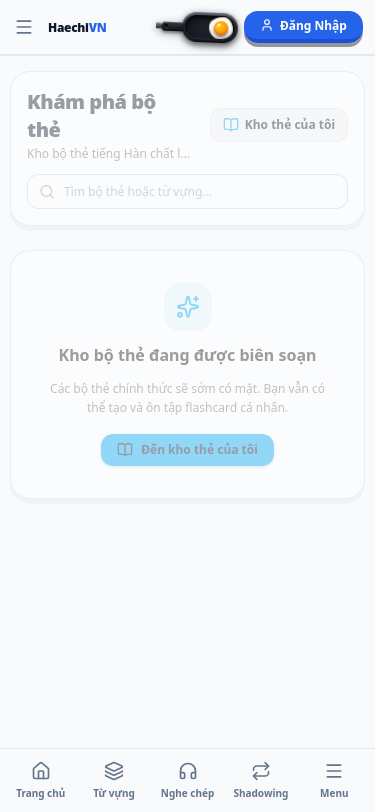 HaechiVN
Đăng Nhập
Khám phá bộ
thẻ
Kho bộ thẻ tiếng Hàn chất l...
Kho thẻ của tôi
Tìm bộ thẻ hoặc từ vựng...
Kho bộ thẻ đang được biên soạn
Các bộ thẻ chính thức sẽ sớm có mặt. Bạn vẫn có
thể tạo và ôn tập flashcard cá nhân.
Đến kho thẻ của tôi
Trang chủ
Từ vựng
Nghe chép
Shadowing
Menu